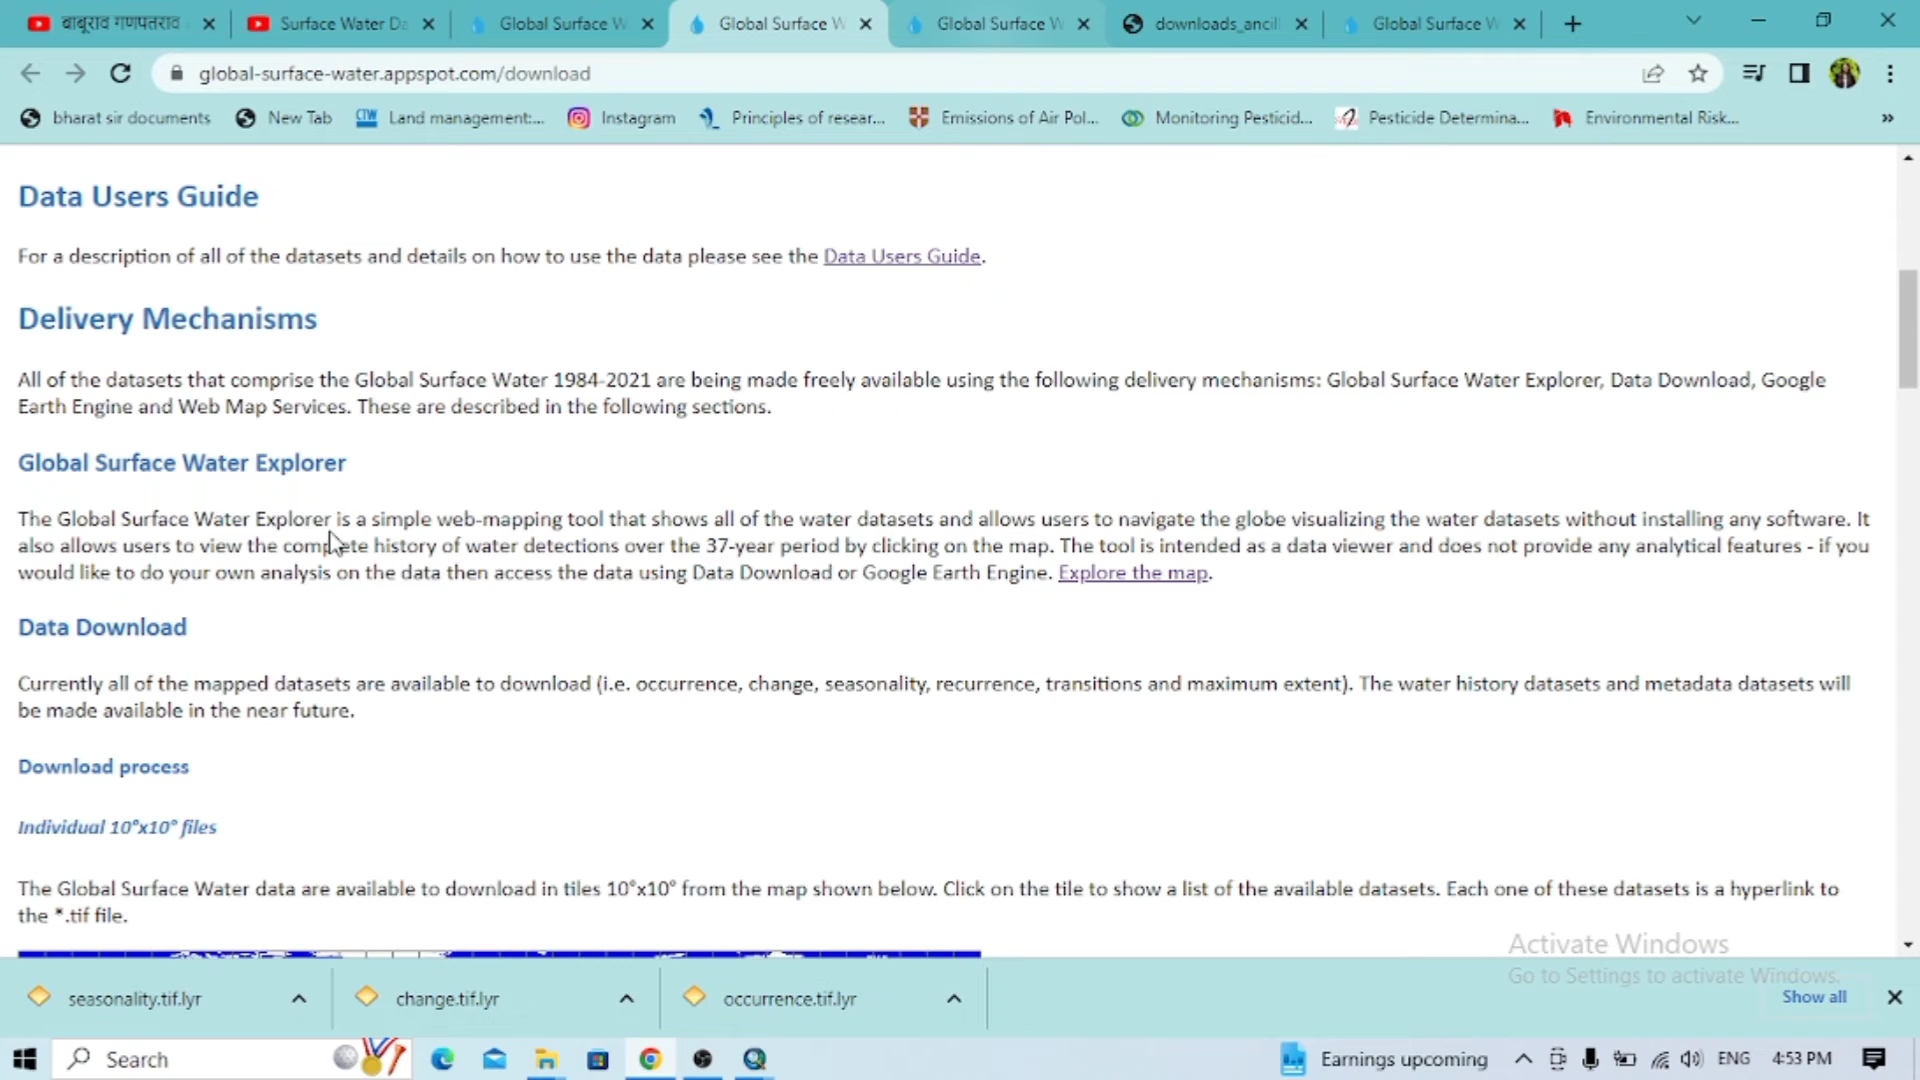 बाबूराव गणपतराव
Surface Water Da
Global Surface W
Global Surface W
Global Surface W
downloads_ancil
Global Surface W
global-surface-water.appspot.com/download
bharat sir documents
New Tab
CTW
Land management:...
Instagram
Principles of resear...
Emissions of Air Pol...
Monitoring Pesticid...
Pesticide Determina...
Environmental Risk...
»
Data Users Guide
For a description of all of the datasets and details on how to use the data please see the Data Users Guide.
Delivery Mechanisms
All of the datasets that comprise the Global Surface Water 1984-2021 are being made freely available using the following delivery mechanisms: Global Surface Water Explorer, Data Download, Google
Earth Engine and Web Map Services. These are described in the following sections.
Global Surface Water Explorer
The Global Surface Water Explorer is a simple web-mapping tool that shows all of the water datasets and allows users to navigate the globe visualizing the water datasets without installing any software. It
also allows users to view the complete history of water detections over the 37-year period by clicking on the map. The tool is intended as a data viewer and does not provide any analytical features - if you
would like to do your own analysis on the data then access the data using Data Download or Google Earth Engine. Explore the map.
Data Download
Currently all of the mapped datasets are available to download (i.e. occurrence, change, seasonality, recurrence, transitions and maximum extent). The water history datasets and metadata datasets will
be made available in the near future.
Download process
Individual 10°x10° files
The Global Surface Water data are available to download in tiles 10°x10° from the map shown below. Click on the tile to show a list of the available datasets. Each one of these datasets is a hyperlink to
the *.tif file.
Activate Windows
Go to Settings to activate Windows.
seasonality.tif.lyr
change.tif.lyr
occurrence.tif.lyr
Show all
Search
Earnings upcoming
ENG
4:53 PM